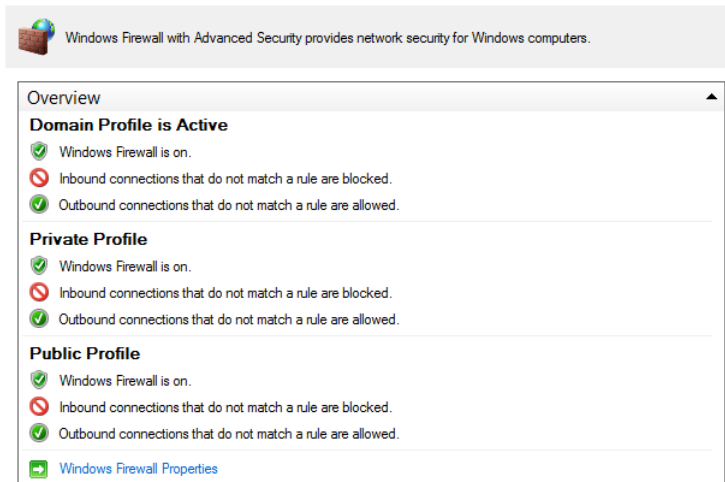 Windows Firewall with Advanced Security provides network security for Windows computers.
Overview
Domain Profile is Active
Windows Firewall is on.
Inbound connections that do not match a rule are blocked.
Outbound connections that do not match a rule are allowed.
Private Profile
Windows Firewall is on.
Inbound connections that do not match a rule are blocked.
Outbound connections that do not match a rule are allowed.
Public Profile
Windows Firewall is on.
Inbound connections that do not match a rule are blocked.
Outbound connections that do not match a rule are allowed.
Windows Firewall Properties